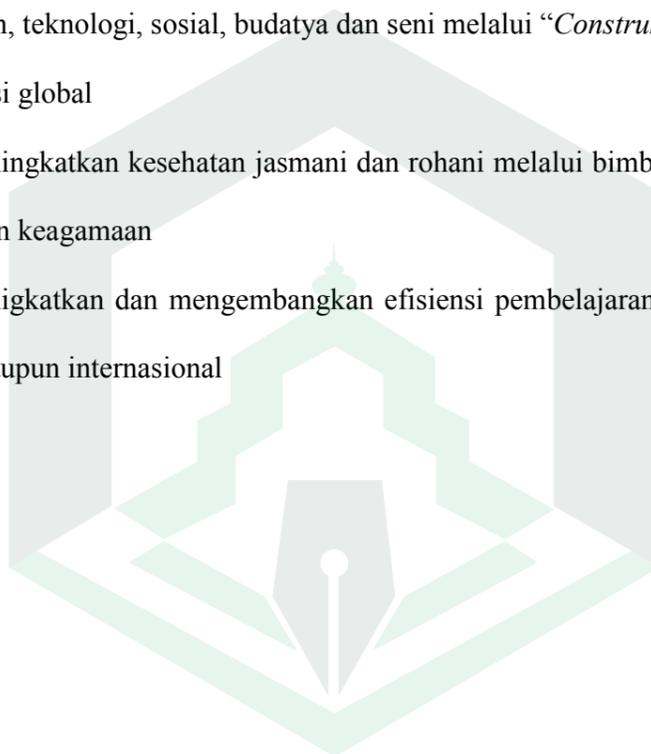 n, teknologi, sosial, budatya dan seni melalui “Constru
si global
ingkatkan kesehatan jasmani dan rohani melalui bimb
n keagamaan
igkatkan dan mengembangkan efisiensi pembelajaran
upun internasional